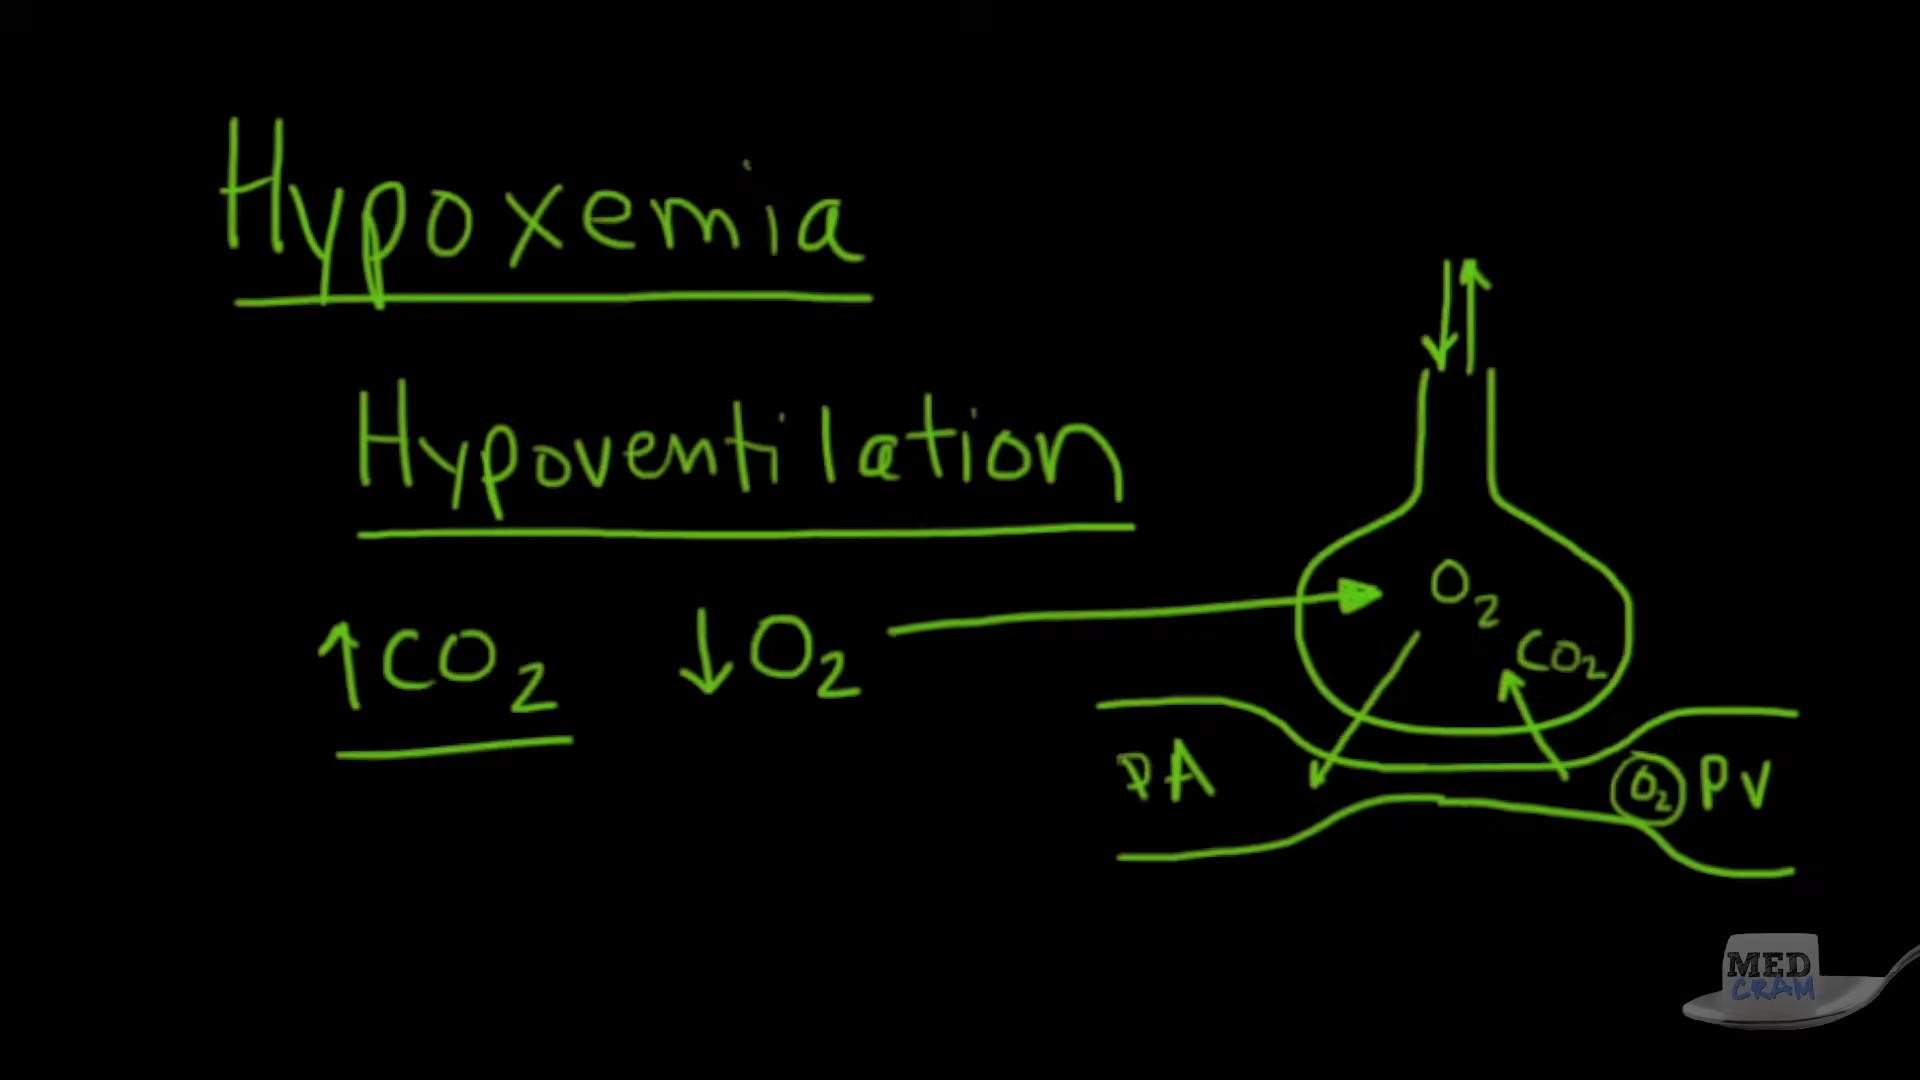 Hypoxemia
Hypoventilation
↑CO₂ ↓O₂
O₂
CO₂
PA
O₂ PV
MED
CRAM